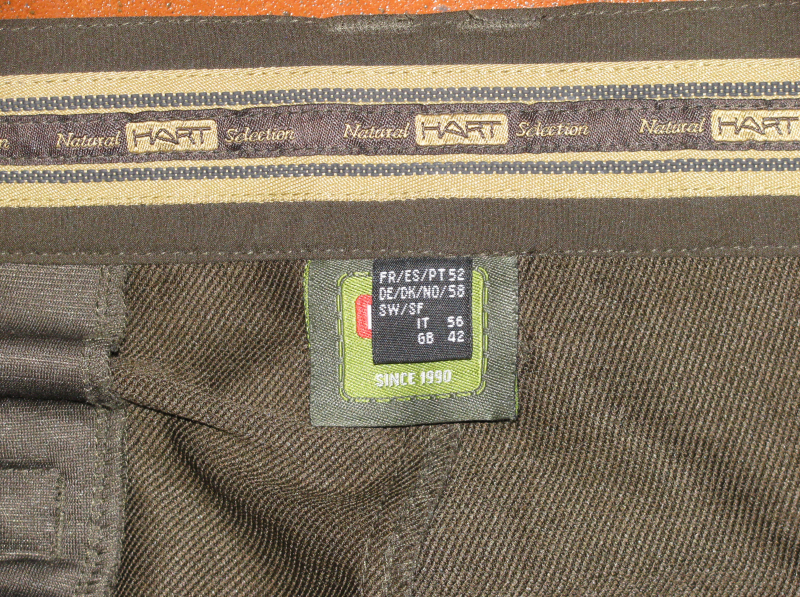 n Natural HART Selection Natural HART Selection Natural HART
FR/ES/PT 52
DE/DK/NO/ 58
SW/SF
IT 56
GB 42
SINCE 1990